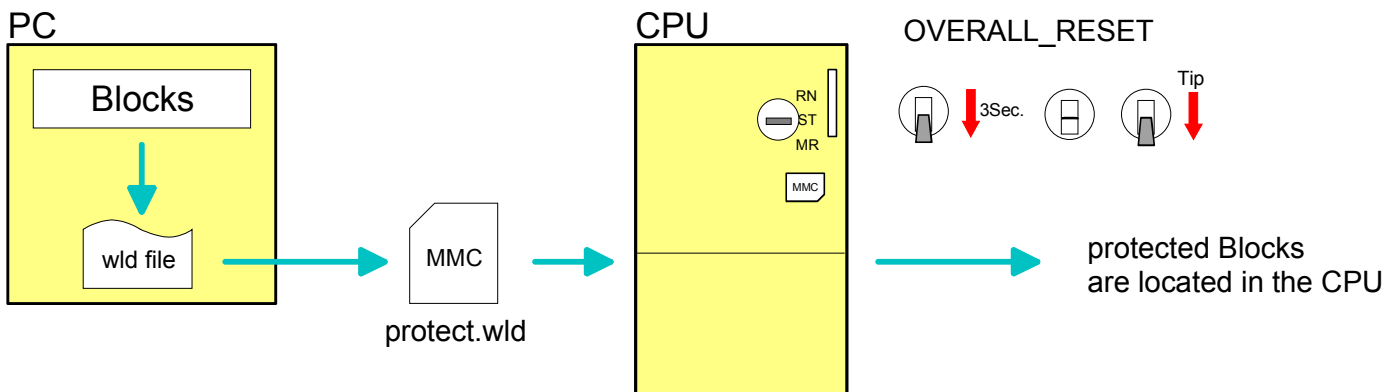 PC
Blocks
wld file
MMC
protect.wld
CPU
RN
ST
MR
MMC
OVERALL_RESET
3Sec.
Tip
protected Blocks
are located in the CPU